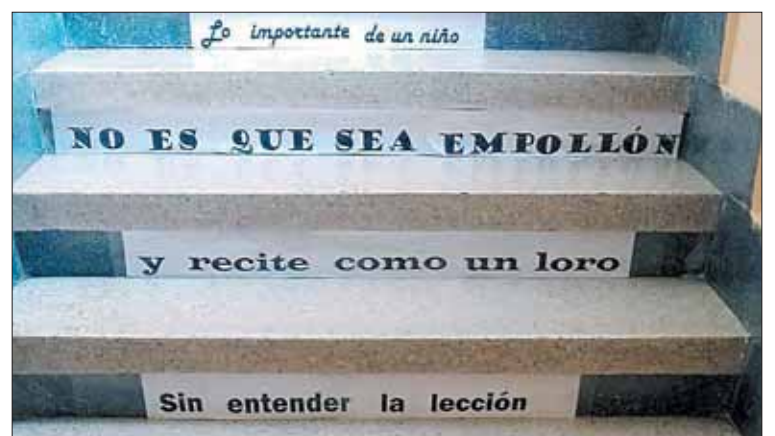 Lo importante de un niño
NO ES QUE SEA EMPOLLÓN
y recite como un loro
Sin entender la lección